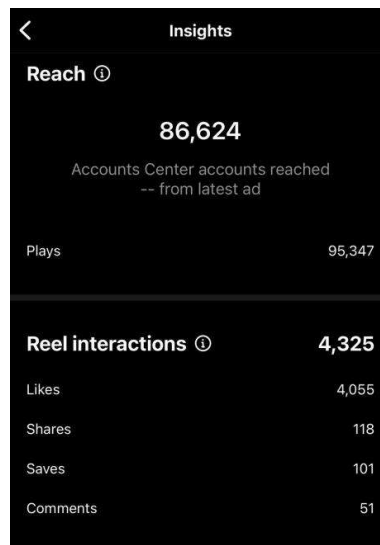 Insights
Reach
86,624
Accounts Center accounts reached
-- from latest ad
Plays 95,347
Reel interactions 4,325
Likes 4,055
Shares 118
Saves 101
Comments 51